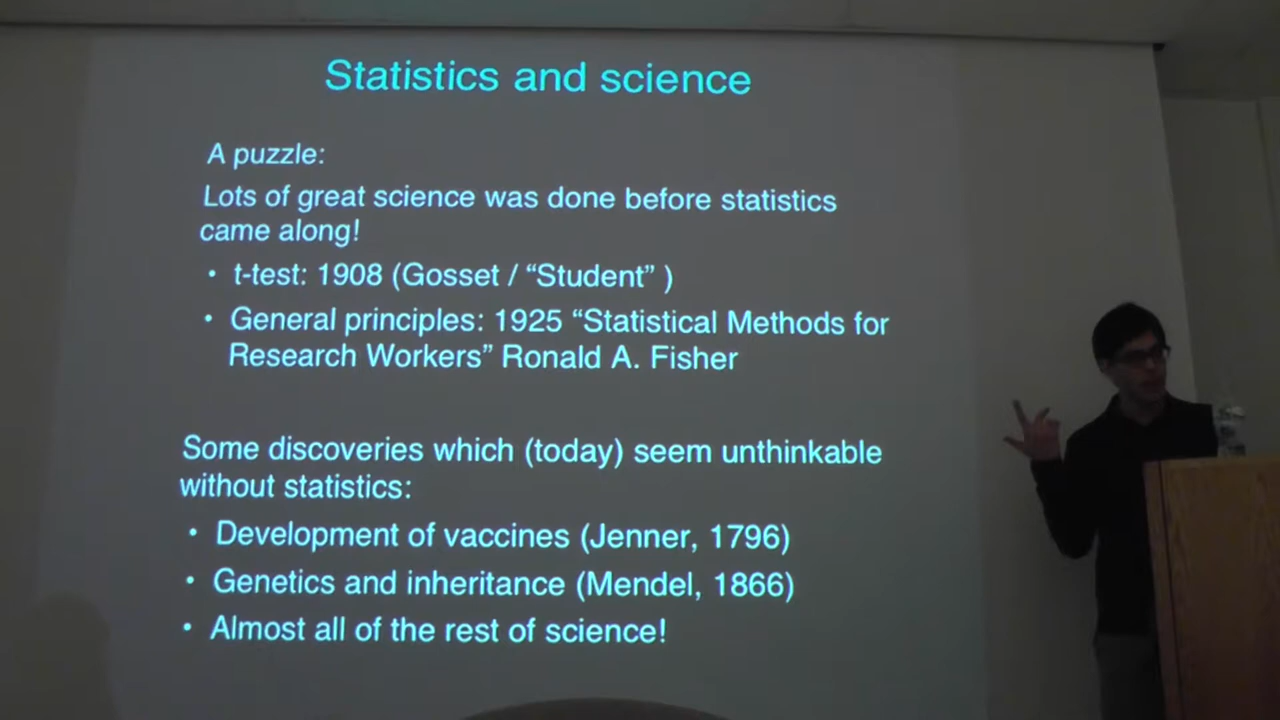 Statistics and science
A puzzle:
Lots of great science was done before statistics
came along!
• t-test: 1908 (Gosset / “Student” )
• General principles: 1925 “Statistical Methods for
Research Workers” Ronald A. Fisher
Some discoveries which (today) seem unthinkable
without statistics:
• Development of vaccines (Jenner, 1796)
• Genetics and inheritance (Mendel, 1866)
• Almost all of the rest of science!